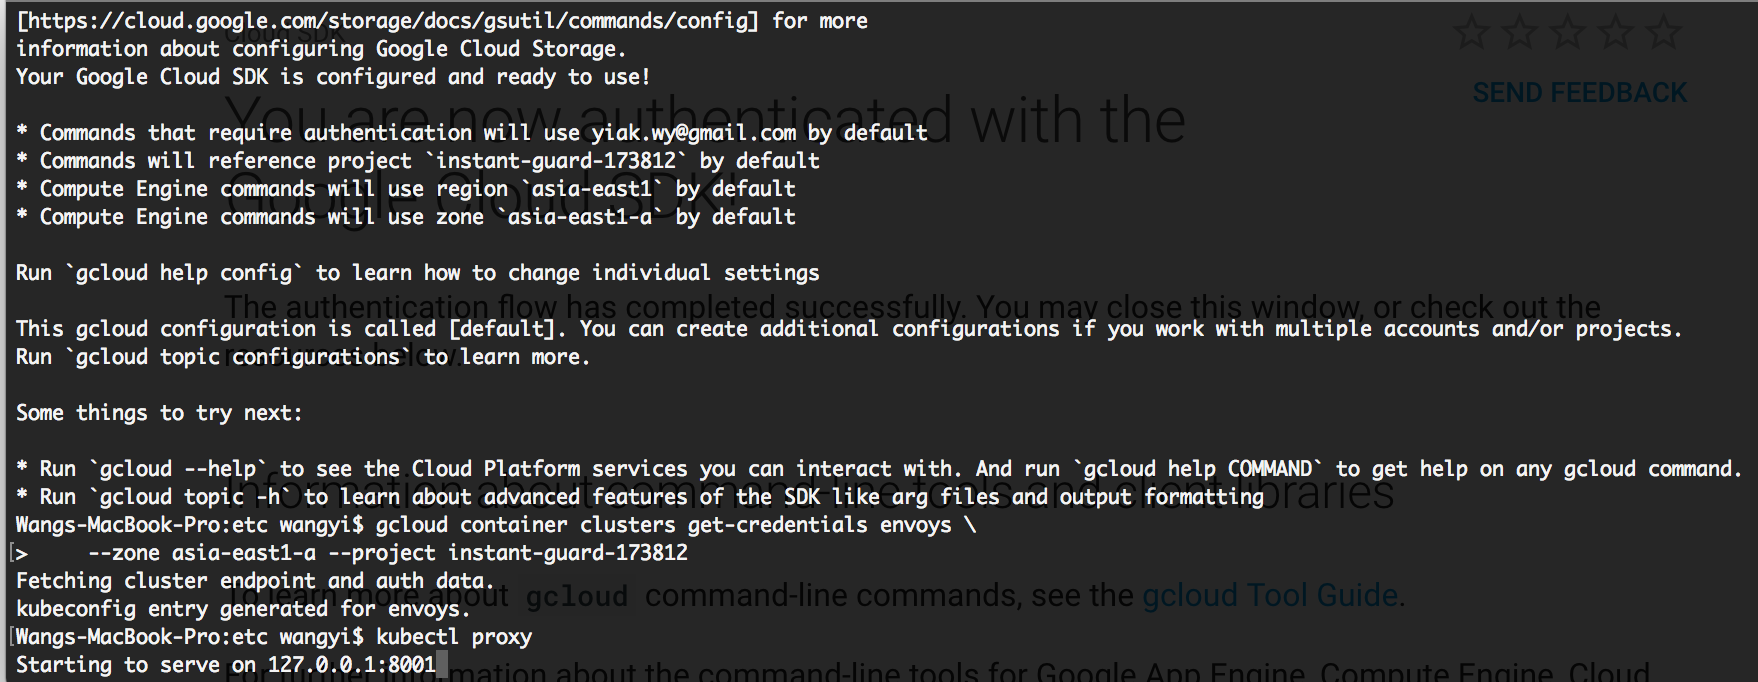 [https://cloud.google.com/storage/docs/gsutil/commands/config] for more
information about configuring Google Cloud Storage.
Your Google Cloud SDK is configured and ready to use!
* Commands that require authentication will use yiak.wy@gmail.com by default
* Commands will reference project `instant-guard-173812` by default
* Compute Engine commands will use region `asia-east1` by default
* Compute Engine commands will use zone `asia-east1-a` by default
Run `gcloud help config` to learn how to change individual settings
This gcloud configuration is called [default]. You can create additional configurations if you work with multiple accounts and/or projects.
Run `gcloud topic configurations` to learn more.
Some things to try next:
* Run `gcloud --help` to see the Cloud Platform services you can interact with. And run `gcloud help COMMAND` to get help on any gcloud command.
* Run `gcloud topic -h` to learn about advanced features of the SDK like arg files and output formatting
Wangs-MacBook-Pro:etc wangyi$ gcloud container clusters get-credentials envoys \
[>     --zone asia-east1-a --project instant-guard-173812
Fetching cluster endpoint and auth data.
kubeconfig entry generated for envoys.
[Wangs-MacBook-Pro:etc wangyi$ kubectl proxy
Starting to serve on 127.0.0.1:8001
Cloud SDK
SEND FEEDBACK
You are now authenticated with the
Google Cloud SDK!
The authentication flow has completed successfully. You may close this window, or check out the
resources below.
Information about command-line tools and client libraries
To learn more about gcloud command-line commands, see the gcloud Tool Guide.
For further information about the command-line tools for Google App Engine, Compute Engine, Cloud